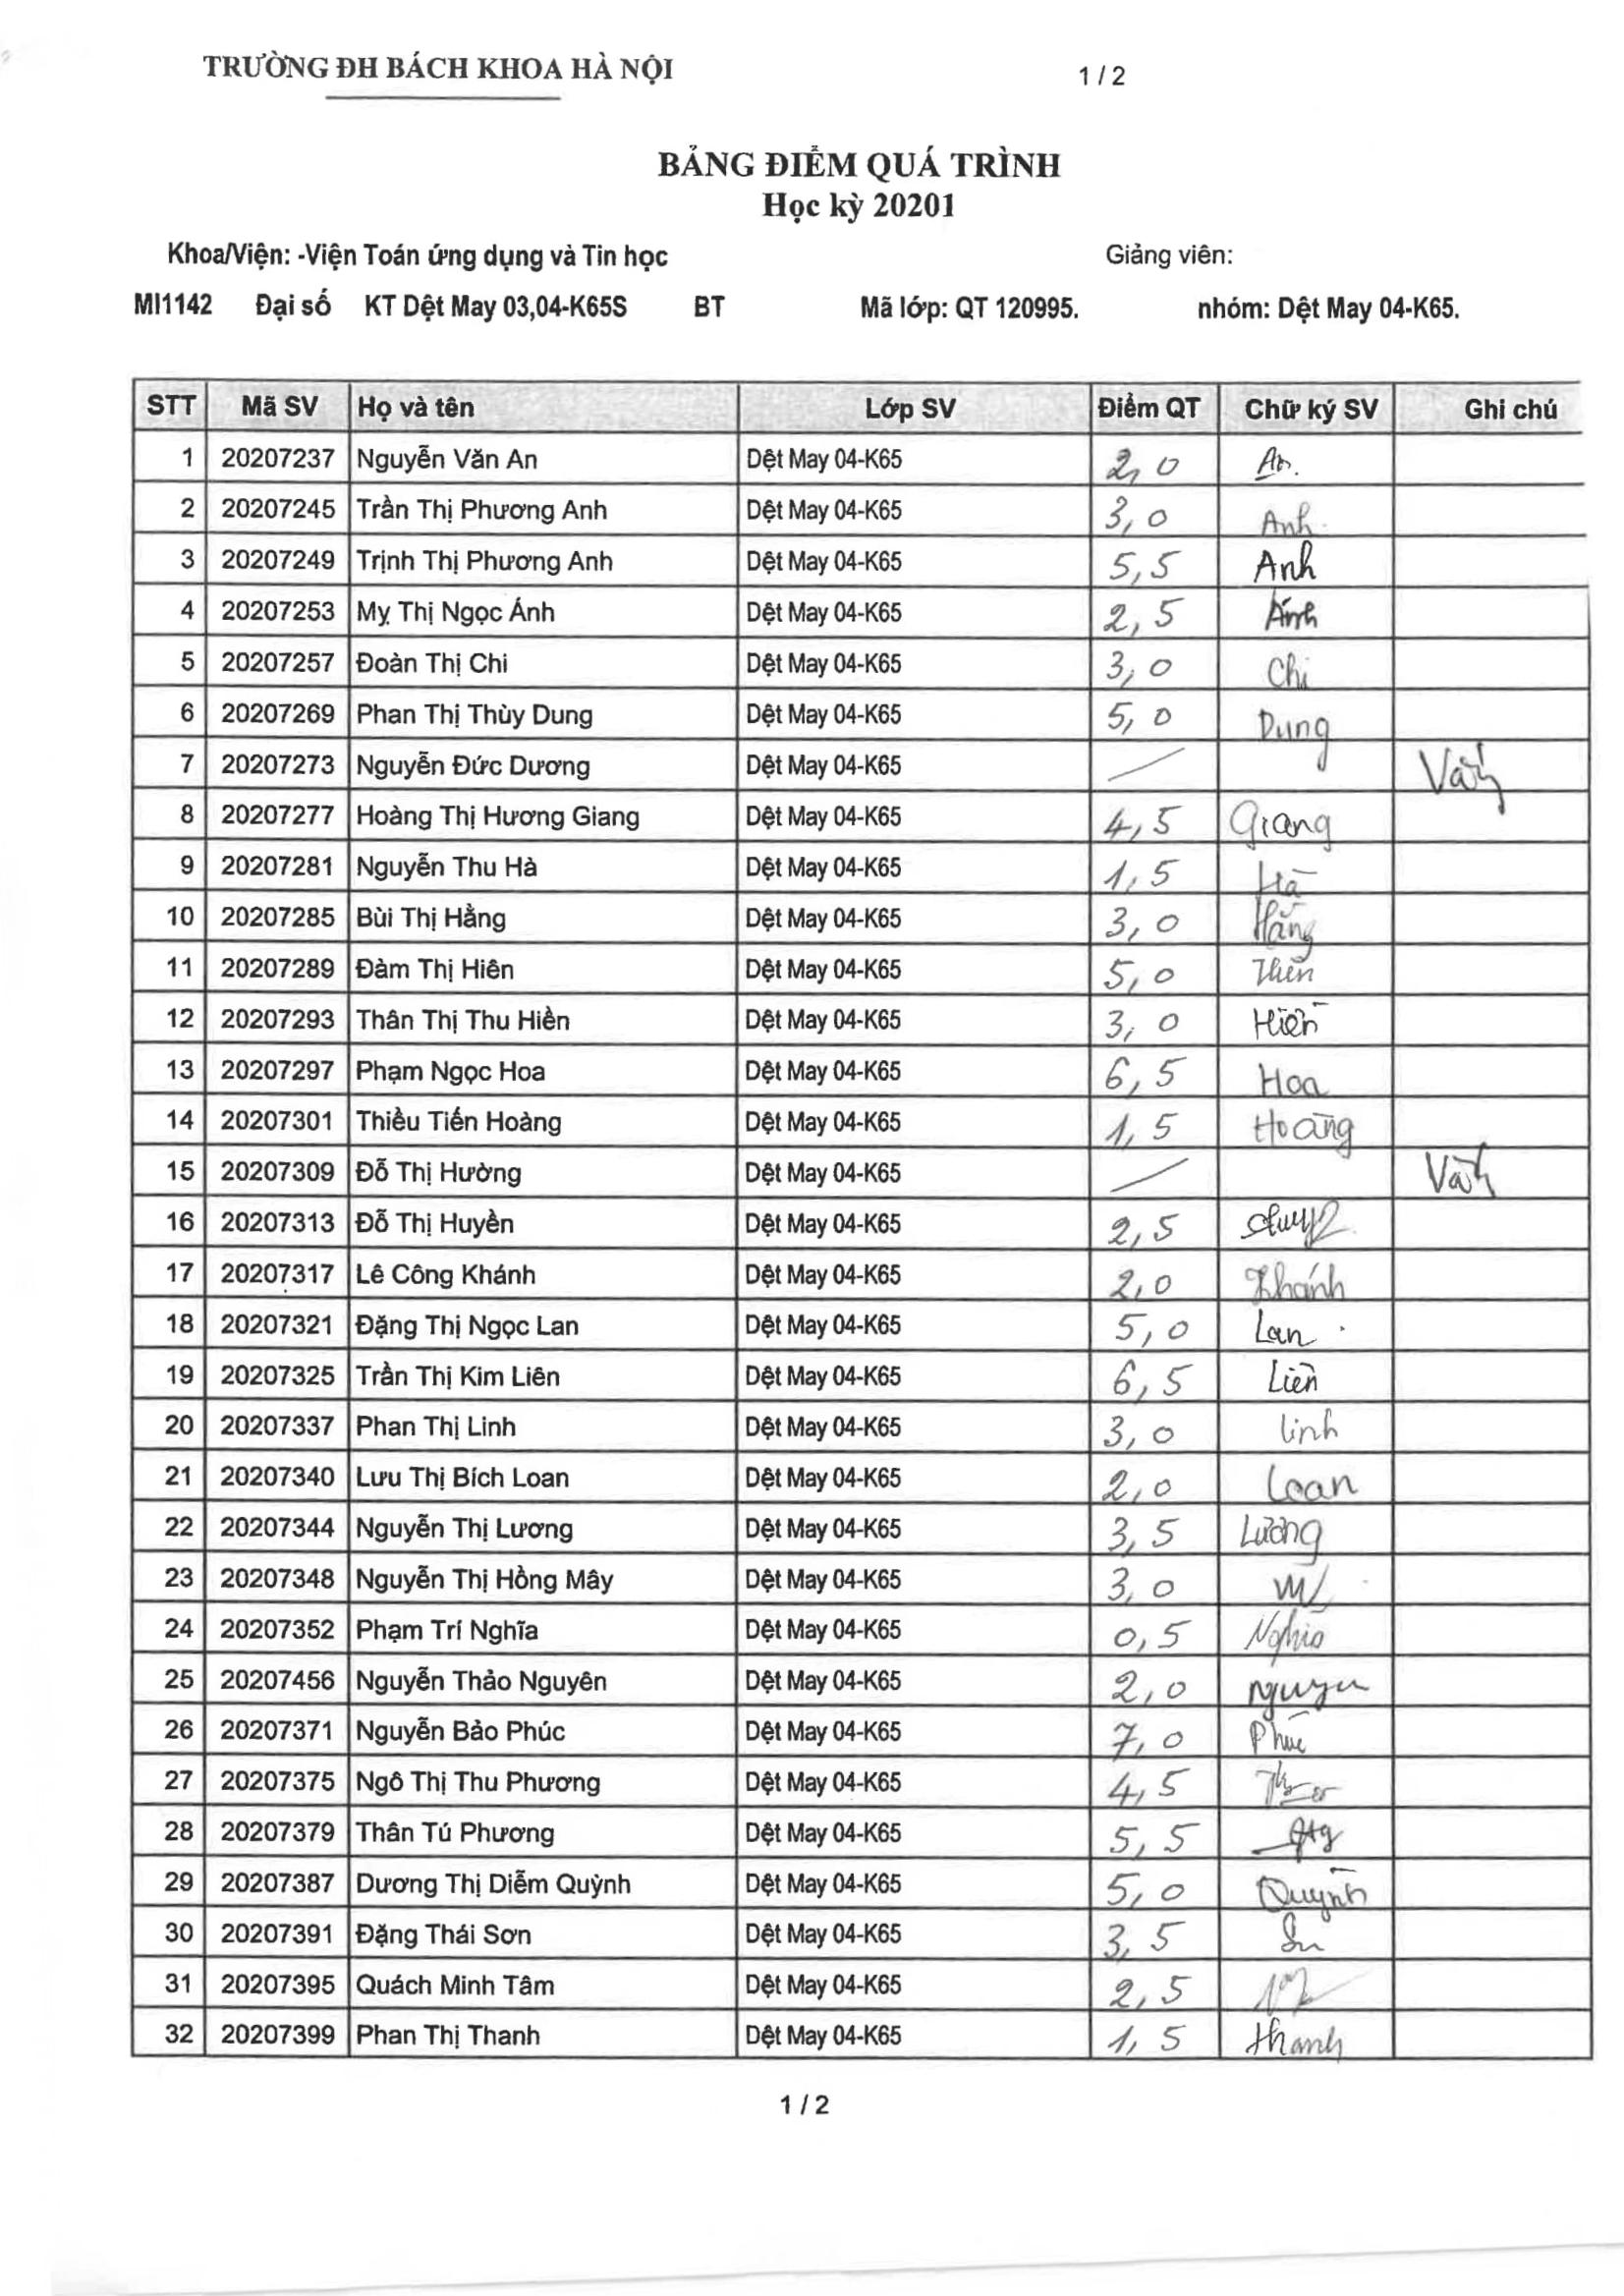 TRƯỜNG ĐH BÁCH KHOA HÀ NỘI 1 / 2
BẢNG ĐIỂM QUÁ TRÌNH
Học kỳ 20201
Khoa/Viện: -Viện Toán ứng dụng và Tin học Giảng viên:
MI1142 Đại số KT Dệt May 03,04-K65S BT Mã lớp: QT 120995. nhóm: Dệt May 04-K65.
STT Mã SV Họ và tên Lớp SV Điểm QT Chữ ký SV Ghi chú
1 20207237 Nguyễn Văn An Dệt May 04-K65 2,0 An.
2 20207245 Trần Thị Phương Anh Dệt May 04-K65 3,0 Anh
3 20207249 Trịnh Thị Phương Anh Dệt May 04-K65 5,5 Anh
4 20207253 Mỵ Thị Ngọc Ánh Dệt May 04-K65 2,5 Ánh
5 20207257 Đoàn Thị Chi Dệt May 04-K65 3,0 Chi
6 20207269 Phan Thị Thùy Dung Dệt May 04-K65 5,0 Dung
7 20207273 Nguyễn Đức Dương Dệt May 04-K65 Vắng
8 20207277 Hoàng Thị Hương Giang Dệt May 04-K65 4,5 Giang
9 20207281 Nguyễn Thu Hà Dệt May 04-K65 1,5 Hà
10 20207285 Bùi Thị Hằng Dệt May 04-K65 3,0 Hằng
11 20207289 Đàm Thị Hiên Dệt May 04-K65 5,0 Hiên
12 20207293 Thân Thị Thu Hiền Dệt May 04-K65 3,0 Hiền
13 20207297 Phạm Ngọc Hoa Dệt May 04-K65 6,5 Hoa
14 20207301 Thiều Tiến Hoàng Dệt May 04-K65 1,5 Hoàng
15 20207309 Đỗ Thị Hường Dệt May 04-K65 Vắng
16 20207313 Đỗ Thị Huyền Dệt May 04-K65 2,5
17 20207317 Lê Công Khánh Dệt May 04-K65 2,0 Khánh
18 20207321 Đặng Thị Ngọc Lan Dệt May 04-K65 5,0 Lan
19 20207325 Trần Thị Kim Liên Dệt May 04-K65 6,5 Liên
20 20207337 Phan Thị Linh Dệt May 04-K65 3,0 Linh
21 20207340 Lưu Thị Bích Loan Dệt May 04-K65 2,0 Loan
22 20207344 Nguyễn Thị Lương Dệt May 04-K65 3,5 Lương
23 20207348 Nguyễn Thị Hồng Mây Dệt May 04-K65 3,0
24 20207352 Phạm Trí Nghĩa Dệt May 04-K65 0,5 Nghĩa
25 20207456 Nguyễn Thảo Nguyên Dệt May 04-K65 2,0 Nguyen
26 20207371 Nguyễn Bảo Phúc Dệt May 04-K65 7,0 Phúc
27 20207375 Ngô Thị Thu Phương Dệt May 04-K65 4,5
28 20207379 Thân Tú Phương Dệt May 04-K65 5,5
29 20207387 Dương Thị Diễm Quỳnh Dệt May 04-K65 5,0 Quỳnh
30 20207391 Đặng Thái Sơn Dệt May 04-K65 3,5
31 20207395 Quách Minh Tâm Dệt May 04-K65 2,5
32 20207399 Phan Thị Thanh Dệt May 04-K65 1,5 thanh
1 / 2